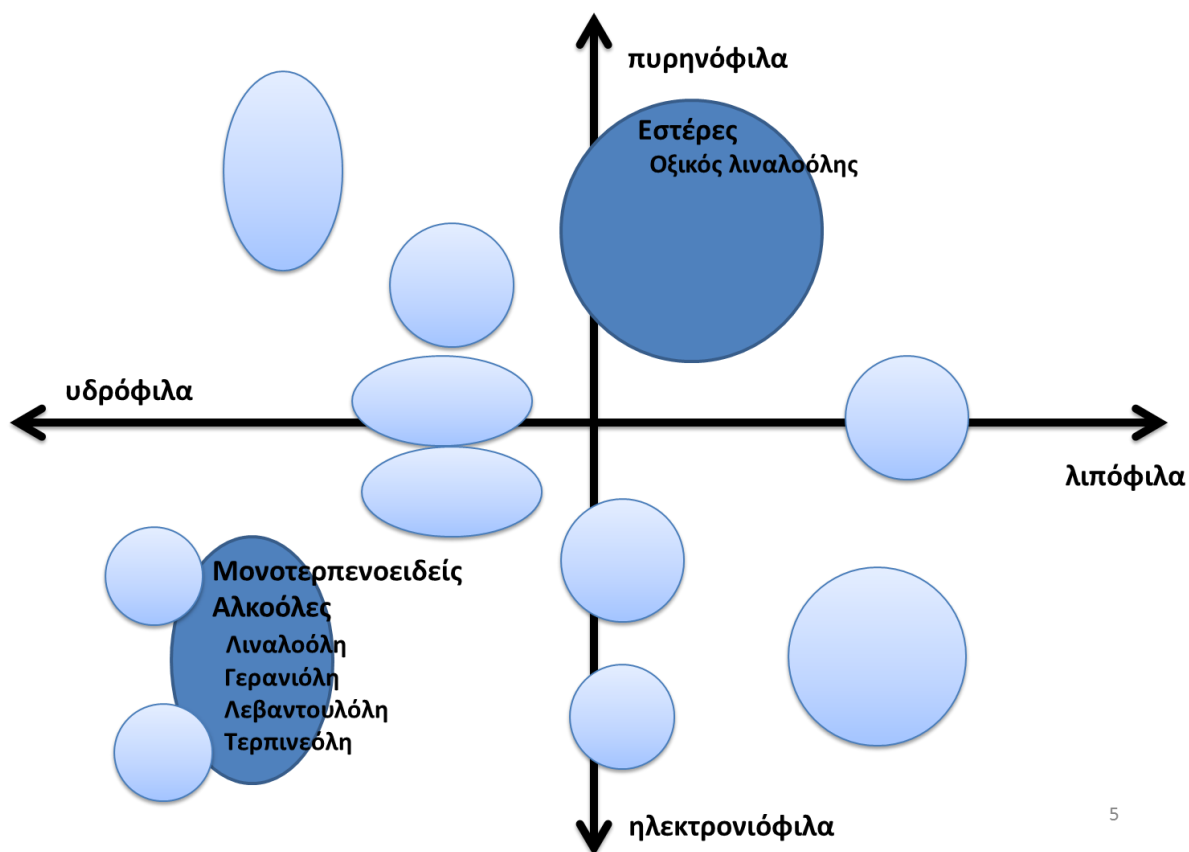 πυρηνόφιλα
Εστέρες
Οξικός λιναλοόλης
υδρόφιλα
λιπόφιλα
Μονοτερπενοειδείς
Αλκοόλες
Λιναλοόλη
Γερανιόλη
Λεβαντουλόλη
Τερπινεόλη
ηλεκτρονιόφιλα
5